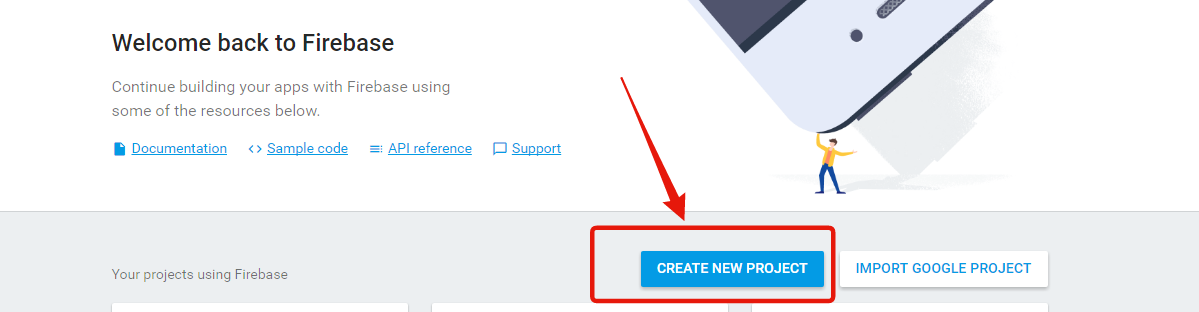 Welcome back to Firebase
Continue building your apps with Firebase using
some of the resources below.
Documentation Sample code API reference Support
Your projects using Firebase CREATE NEW PROJECT IMPORT GOOGLE PROJECT